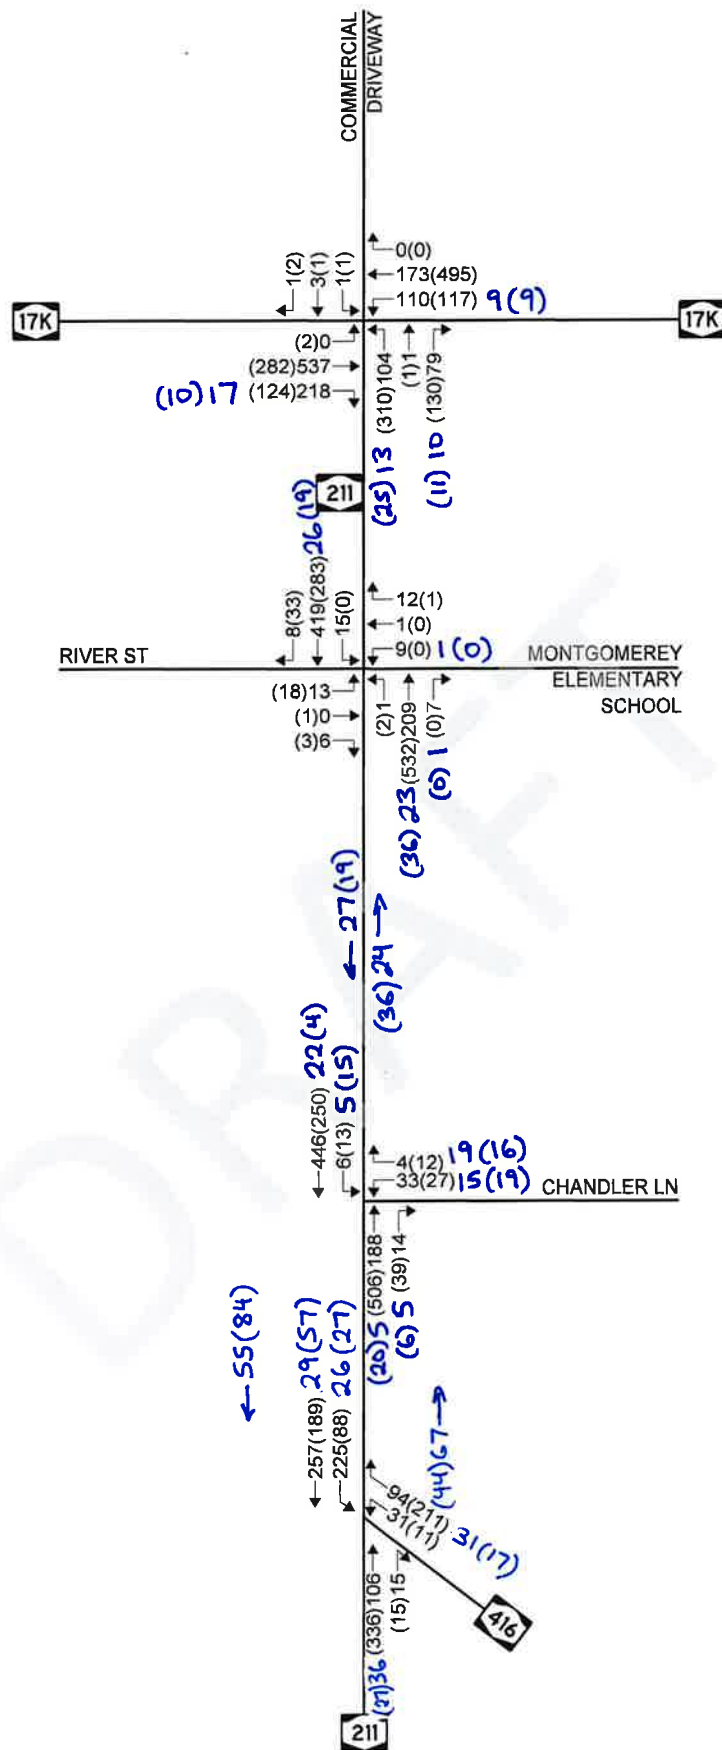 COMMERCIAL
DRIVEWAY
1(2)
3(1)
1(1)
0(0)
173(495)
110(117) 9(9)
17K
17K
(2)0
(282)537
(10)17 (124)218
(25)13 (310)104
(1)1
(11) 10 (130)79
211
8(33)
419(283) 26(19)
15(0)
12(1)
1(0)
9(0) 1(0)
RIVER ST
MONTGOMEREY
ELEMENTARY
SCHOOL
(18)13
(1)0
(3)6
(2)1
(36) 23 (532)209
(0) 1 (0)7
← 27(19)
(36) 24 →
446(250) 22(4)
6(13) 5(15)
4(12) 19(16)
33(27) 15(19)
CHANDLER LN
(20)5 (506)188
(6) 5 (39)14
← 55(84)
257(189) 29(57)
225(88) 26(27)
(44)67 →
94(211)
31(11) 31(17)
(336)106
(15)15
416
211
DRAFT